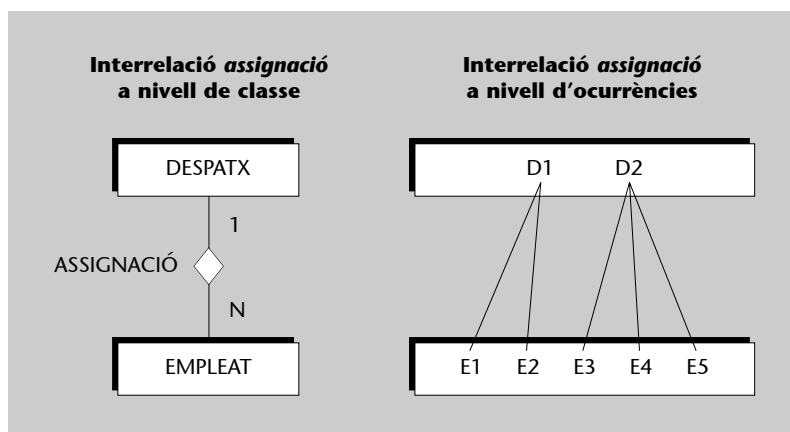 Interrelació assignació
a nivell de classe
DESPATX
1
ASSIGNACIÓ
N
EMPLEAT
Interrelació assignació
a nivell d'ocurrències
D1 D2
E1 E2 E3 E4 E5